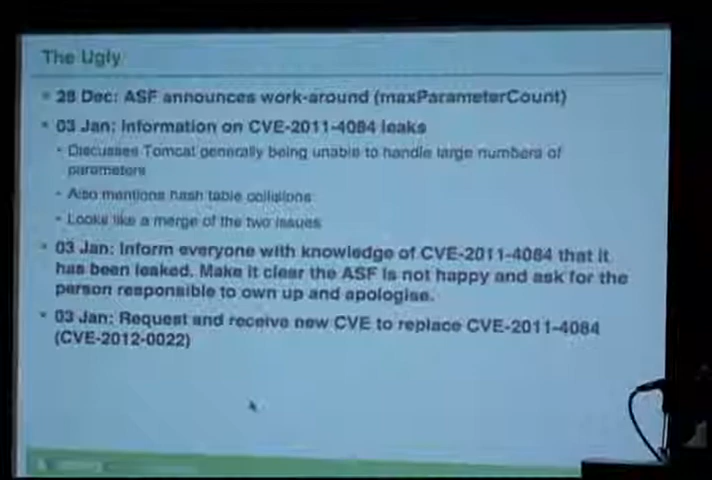 The Ugly
28 Dec: ASF announces work-around (maxParameterCount)
03 Jan: Information on CVE-2011-4084 leaks
Discusses Tomcat generally being unable to handle large numbers of
parameters
Also mentions hash table collisions
Looks like a merge of the two issues
03 Jan: Inform everyone with knowledge of CVE-2011-4084 that it
has been leaked. Make it clear the ASF is not happy and ask for the
person responsible to own up and apologise.
03 Jan: Request and receive new CVE to replace CVE-2011-4084
(CVE-2012-0022)